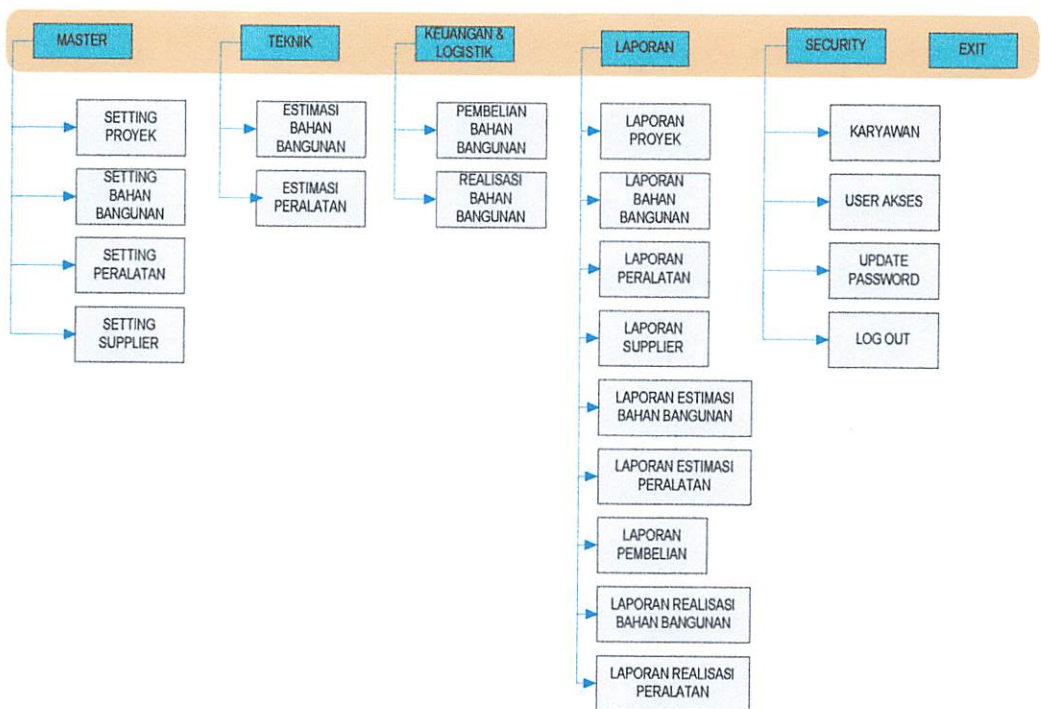 MASTER
TEKNIK
KEUANGAN &
LOGISTIK
LAPORAN
SECURITY
EXIT
SETTING
PROYEK
SETTING
BAHAN
BANGUNAN
SETTING
PERALATAN
SETTING
SUPPLIER
ESTIMASI
BAHAN
BANGUNAN
ESTIMASI
PERALATAN
PEMBELIAN
BAHAN
BANGUNAN
REALISASI
BAHAN
BANGUNAN
LAPORAN
PROYEK
LAPORAN
BAHAN
BANGUNAN
LAPORAN
PERALATAN
LAPORAN
SUPPLIER
LAPORAN ESTIMASI
BAHAN BANGUNAN
LAPORAN ESTIMASI
PERALATAN
LAPORAN
PEMBELIAN
LAPORAN REALISASI
BAHAN BANGUNAN
LAPORAN REALISASI
PERALATAN
KARYAWAN
USER AKSES
UPDATE
PASSWORD
LOG OUT